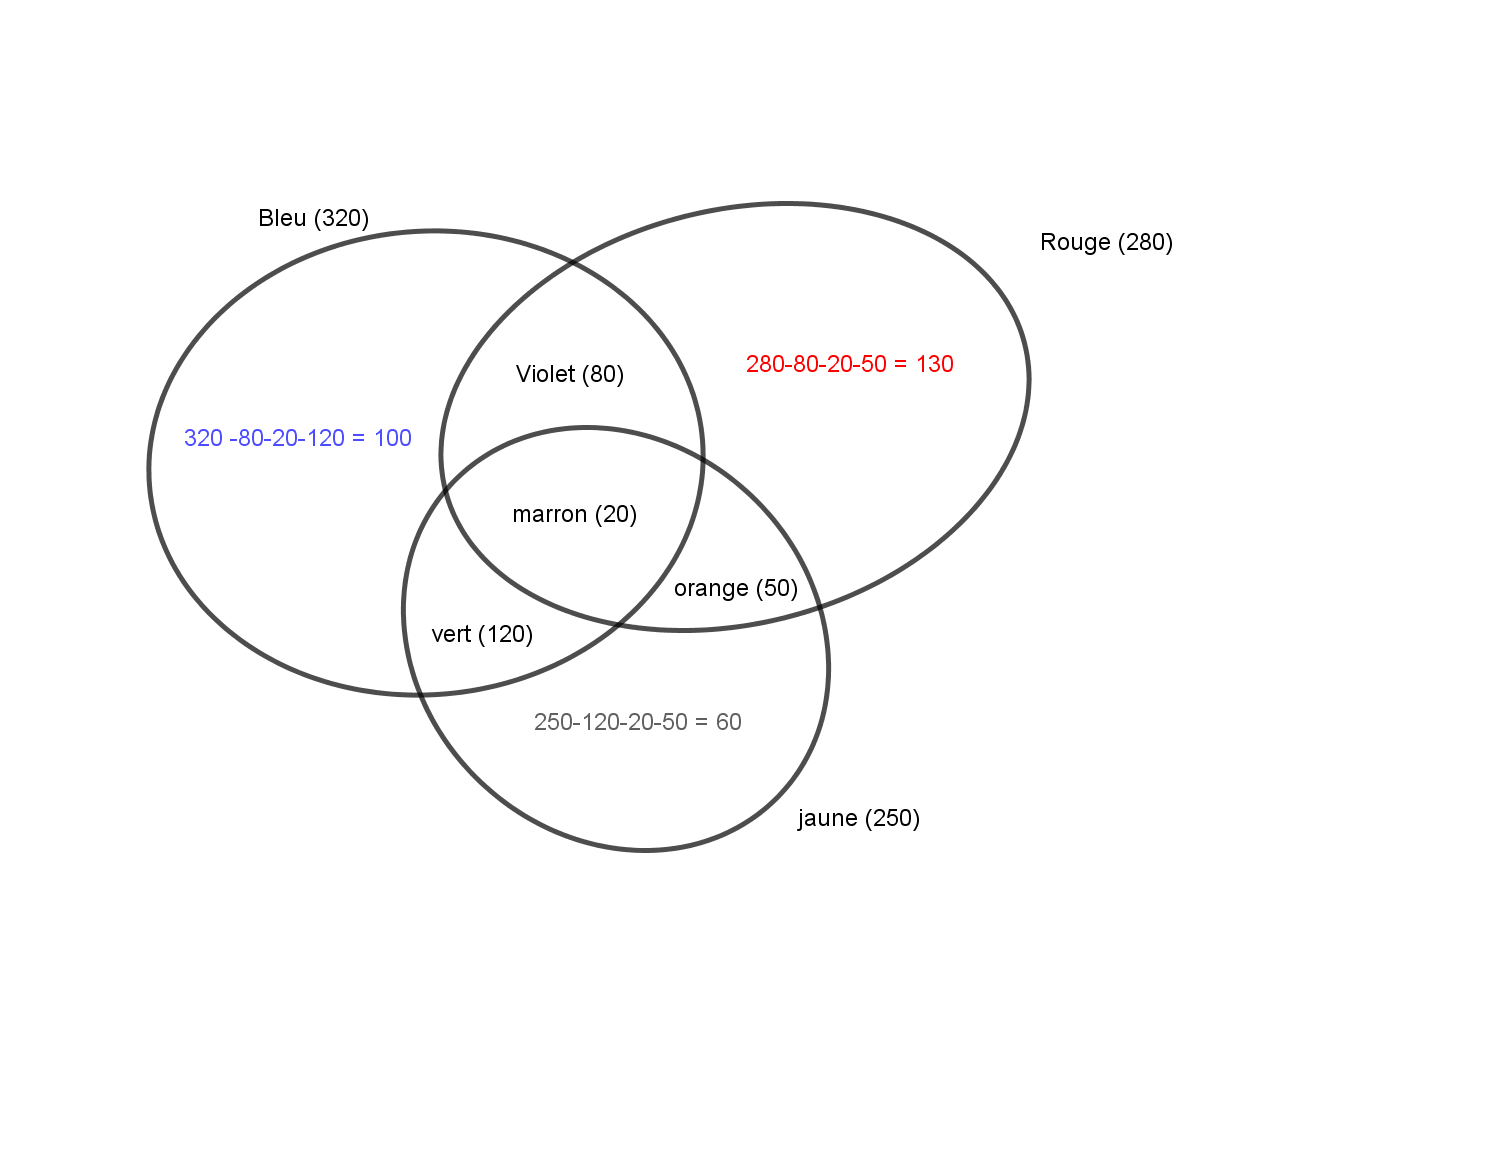 Bleu (320)
Rouge (280)
Violet (80)
280-80-20-50 = 130
320 -80-20-120 = 100
marron (20)
orange (50)
vert (120)
250-120-20-50 = 60
jaune (250)